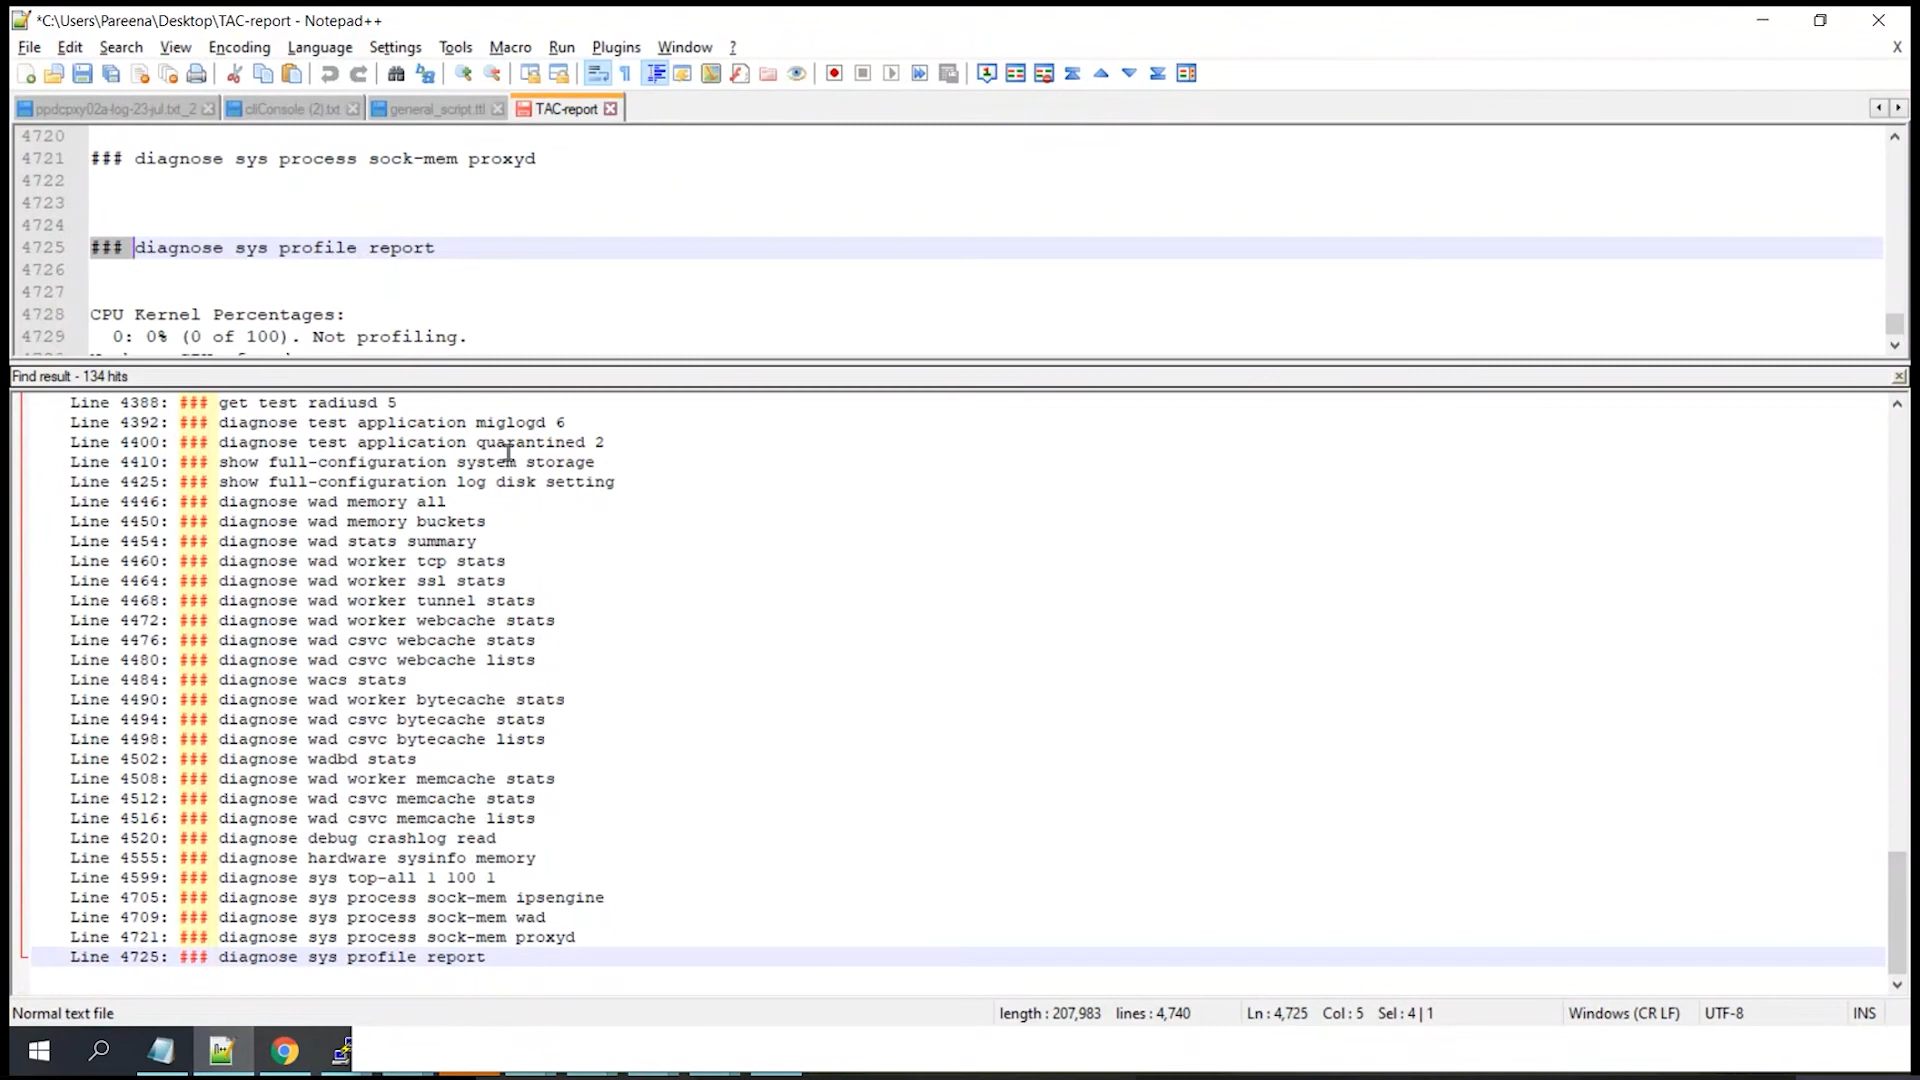 *C:\Users\Pareena\Desktop\TAC-report - Notepad++
File Edit Search View Encoding Language Settings Tools Macro Run Plugins Window ?
X
ppdcpxy02a-log-23-jul.txt_2 cliConsole (2).txt general_script.ttl TAC-report
4720
4721 ### diagnose sys process sock-mem proxyd
4722
4723
4724
4725 ### diagnose sys profile report
4726
4727
4728 CPU Kernel Percentages:
4729 0: 0% (0 of 100). Not profiling.
Find result - 134 hits
Line 4388: ### get test radiusd 5
Line 4392: ### diagnose test application miglogd 6
Line 4400: ### diagnose test application quarantined 2
Line 4410: ### show full-configuration system storage
Line 4425: ### show full-configuration log disk setting
Line 4446: ### diagnose wad memory all
Line 4450: ### diagnose wad memory buckets
Line 4454: ### diagnose wad stats summary
Line 4460: ### diagnose wad worker tcp stats
Line 4464: ### diagnose wad worker ssl stats
Line 4468: ### diagnose wad worker tunnel stats
Line 4472: ### diagnose wad worker webcache stats
Line 4476: ### diagnose wad csvc webcache stats
Line 4480: ### diagnose wad csvc webcache lists
Line 4484: ### diagnose wacs stats
Line 4490: ### diagnose wad worker bytecache stats
Line 4494: ### diagnose wad csvc bytecache stats
Line 4498: ### diagnose wad csvc bytecache lists
Line 4502: ### diagnose wadbd stats
Line 4508: ### diagnose wad worker memcache stats
Line 4512: ### diagnose wad csvc memcache stats
Line 4516: ### diagnose wad csvc memcache lists
Line 4520: ### diagnose debug crashlog read
Line 4555: ### diagnose hardware sysinfo memory
Line 4599: ### diagnose sys top-all 1 100 1
Line 4705: ### diagnose sys process sock-mem ipsengine
Line 4709: ### diagnose sys process sock-mem wad
Line 4721: ### diagnose sys process sock-mem proxyd
Line 4725: ### diagnose sys profile report
Normal text file length : 207,983 lines : 4,740 Ln : 4,725 Col : 5 Sel : 4 | 1 Windows (CR LF) UTF-8 INS